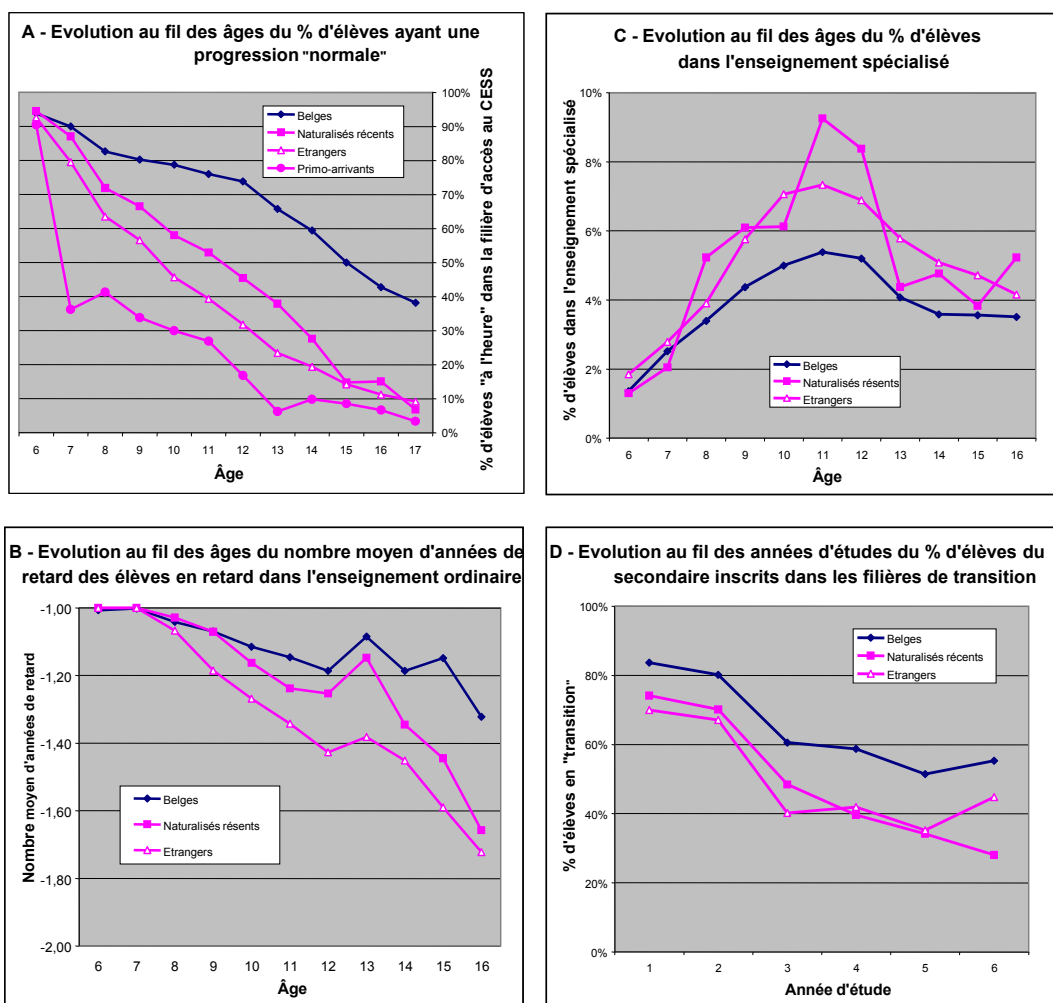 A - Evolution au fil des âges du % d'élèves ayant une
progression "normale"
100%
90%
80%
70%
60%
50%
40%
30%
20%
10%
0%
% d'élèves "à l'heure" dans la filière d'accès au CESS
Belges
Naturalisés récents
Etrangers
Primo-arrivants
6 7 8 9 10 11 12 13 14 15 16 17
Âge
C - Evolution au fil des âges du % d'élèves
dans l'enseignement spécialisé
10%
8%
6%
4%
2%
0%
% d'élèves dans l'enseignement spécialisé
Belges
Naturalisés résents
Etrangers
6 7 8 9 10 11 12 13 14 15 16
Âge
B - Evolution au fil des âges du nombre moyen d'années de
retard des élèves en retard dans l'enseignement ordinaire
-1,00
-1,20
-1,40
-1,60
-1,80
-2,00
Nombre moyen d'années de retard
Belges
Naturalisés résents
Etrangers
6 7 8 9 10 11 12 13 14 15 16
Âge
D - Evolution au fil des années d'études du % d'élèves du
secondaire inscrits dans les filières de transition
100%
80%
60%
40%
20%
0%
% d'élèves en "transition"
Belges
Naturalisés récents
Etrangers
1 2 3 4 5 6
Année d'étude